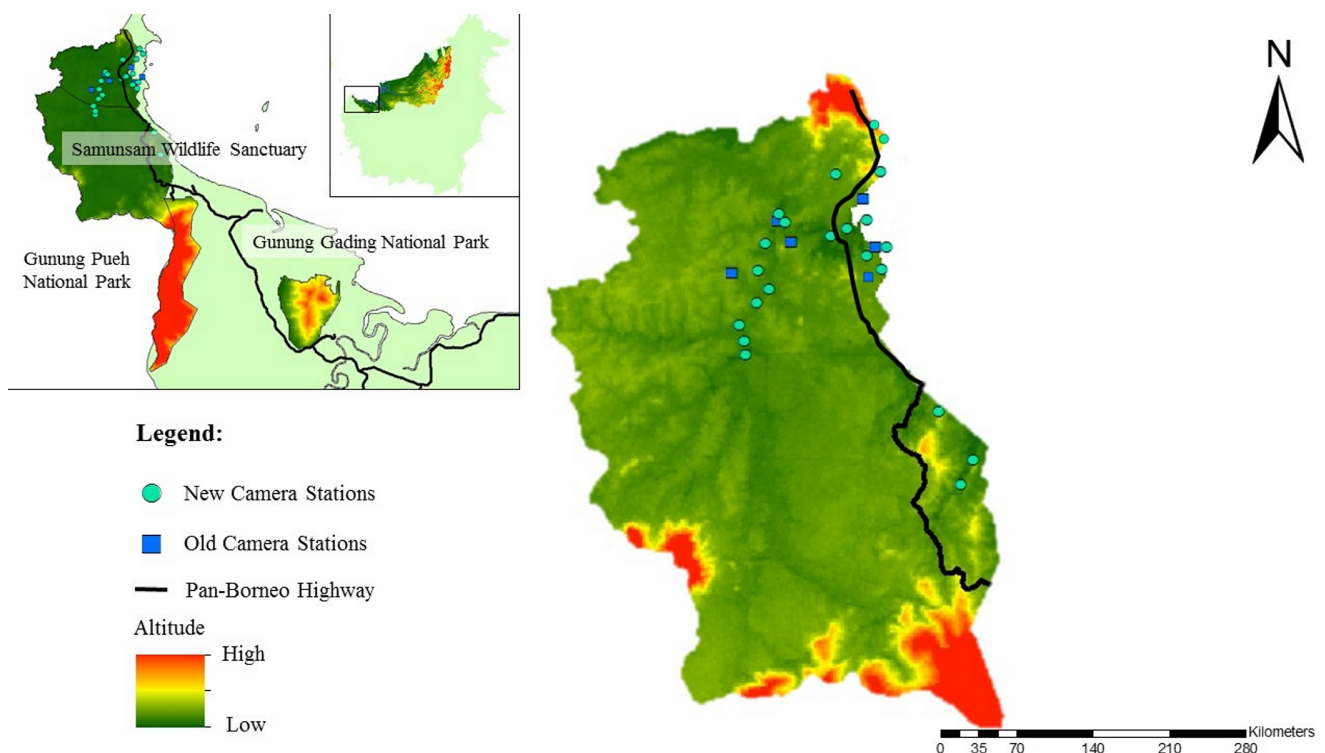 Samunsam Wildlife Sanctuary
Gunung Gading National Park
Gunung Pueh
National Park
N
Legend:
New Camera Stations
Old Camera Stations
Pan-Borneo Highway
Altitude
High
Low
Kilometers
0 35 70 140 210 280